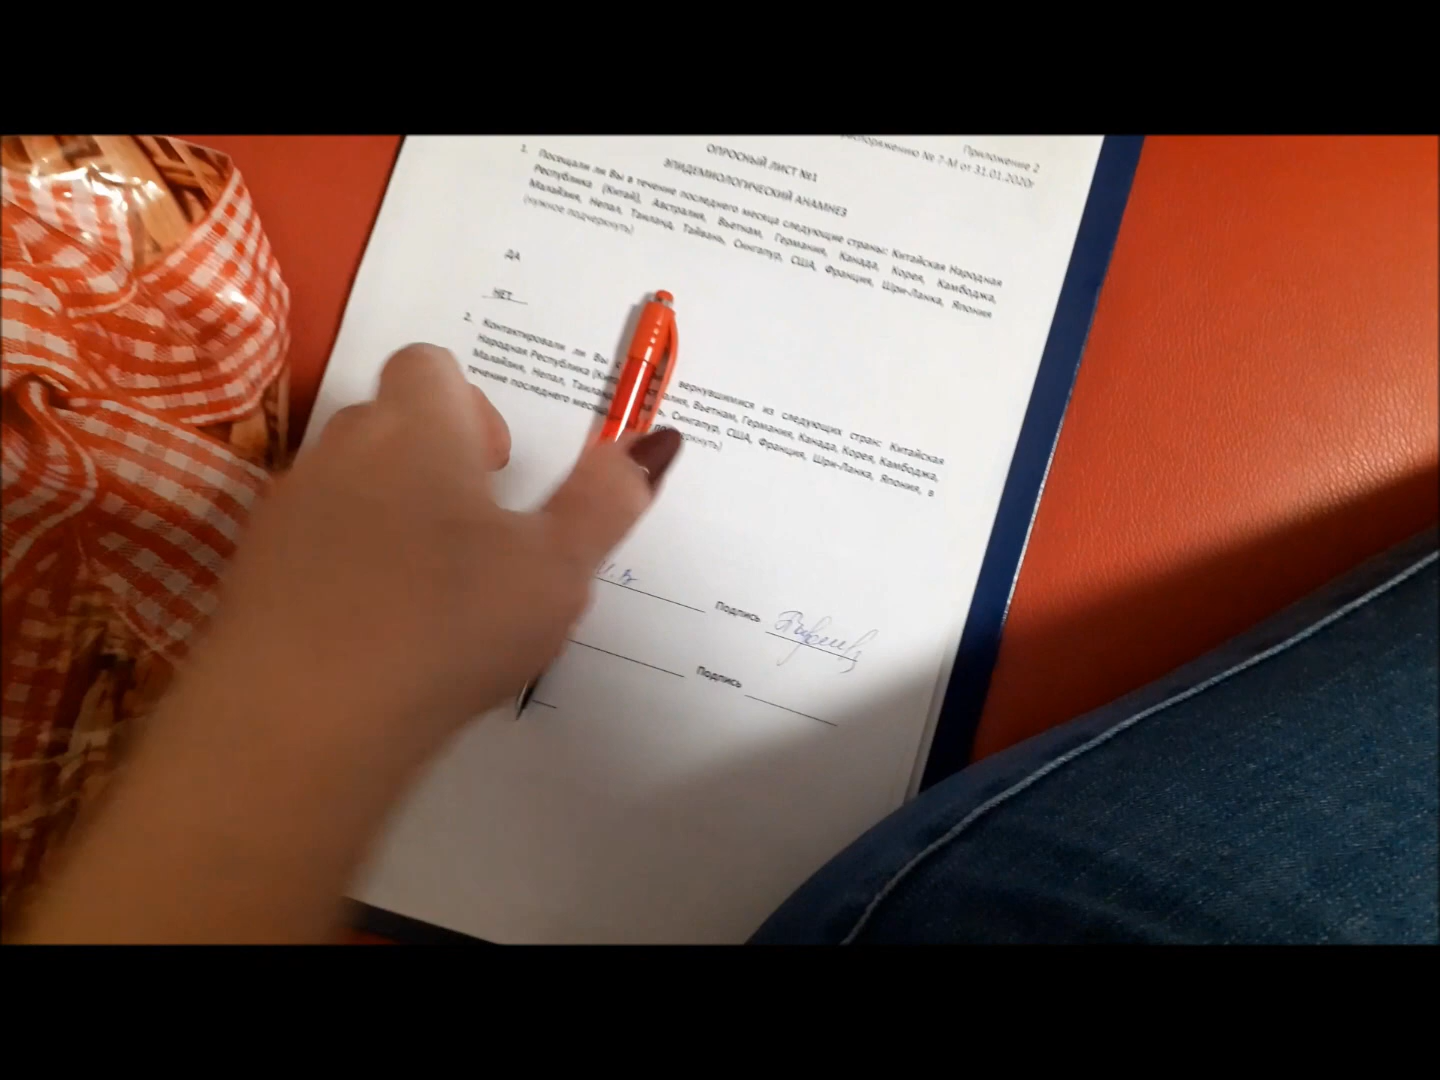 Приложение 2
распоряжению № 7-М от 31.01.2020г
ОПРОСНЫЙ ЛИСТ №1
ЭПИДЕМИОЛОГИЧЕСКИЙ АНАМНЕЗ
1. Посещали ли Вы в течение последнего месяца следующие страны: Китайская Народная
Республика (Китай), Австралия, Вьетнам, Германия, Канада, Корея, Камбоджа,
Малайзия, Непал, Таиланд, Тайвань, Сингапур, США, Франция, Шри-Ланка, Япония
(нужное подчеркнуть)
ДА
НЕТ
2. Контактировали ли Вы с вернувшимися из следующих стран: Китайская
Народная Республика (Кита Вьетнам, Германия, Канада, Корея, Камбоджа,
Малайзия, Непал, Сингапур, США, Франция, Шри-Ланка, Япония, в
течение последнего
Подпись
Подпись